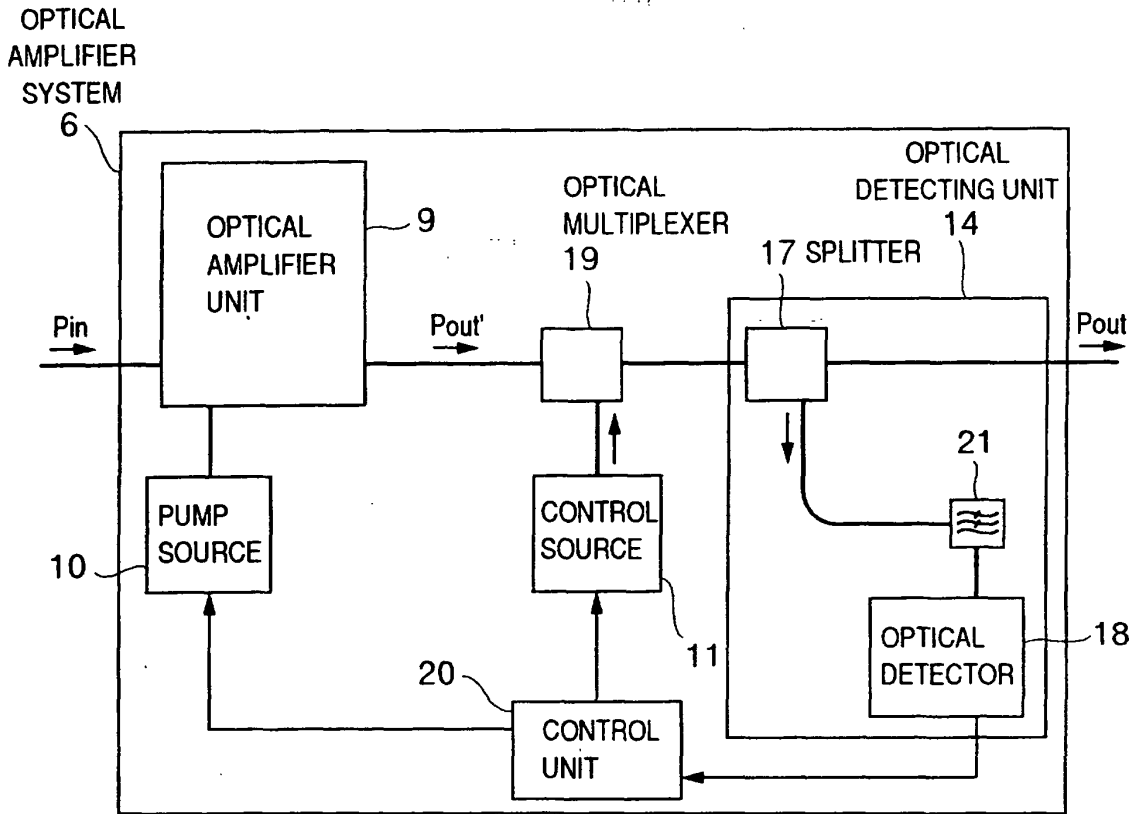 OPTICAL
AMPLIFIER
SYSTEM
6
OPTICAL
AMPLIFIER
UNIT
9
OPTICAL
MULTIPLEXER
19
OPTICAL
DETECTING UNIT
14
17 SPLITTER
Pin
Pout'
Pout
21
PUMP
SOURCE
10
CONTROL
SOURCE
11
OPTICAL
DETECTOR
18
20
CONTROL
UNIT